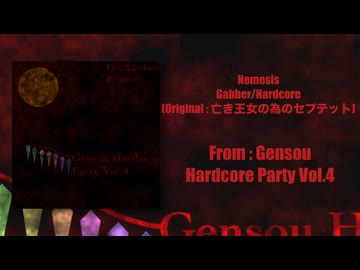 Gensou Hardcore
Party Vol.4
Nemesis
Gabber/Hardcore
(Original : 亡き王女の為のセプテット)
From : Gensou
Hardcore Party Vol.4
Gensou H